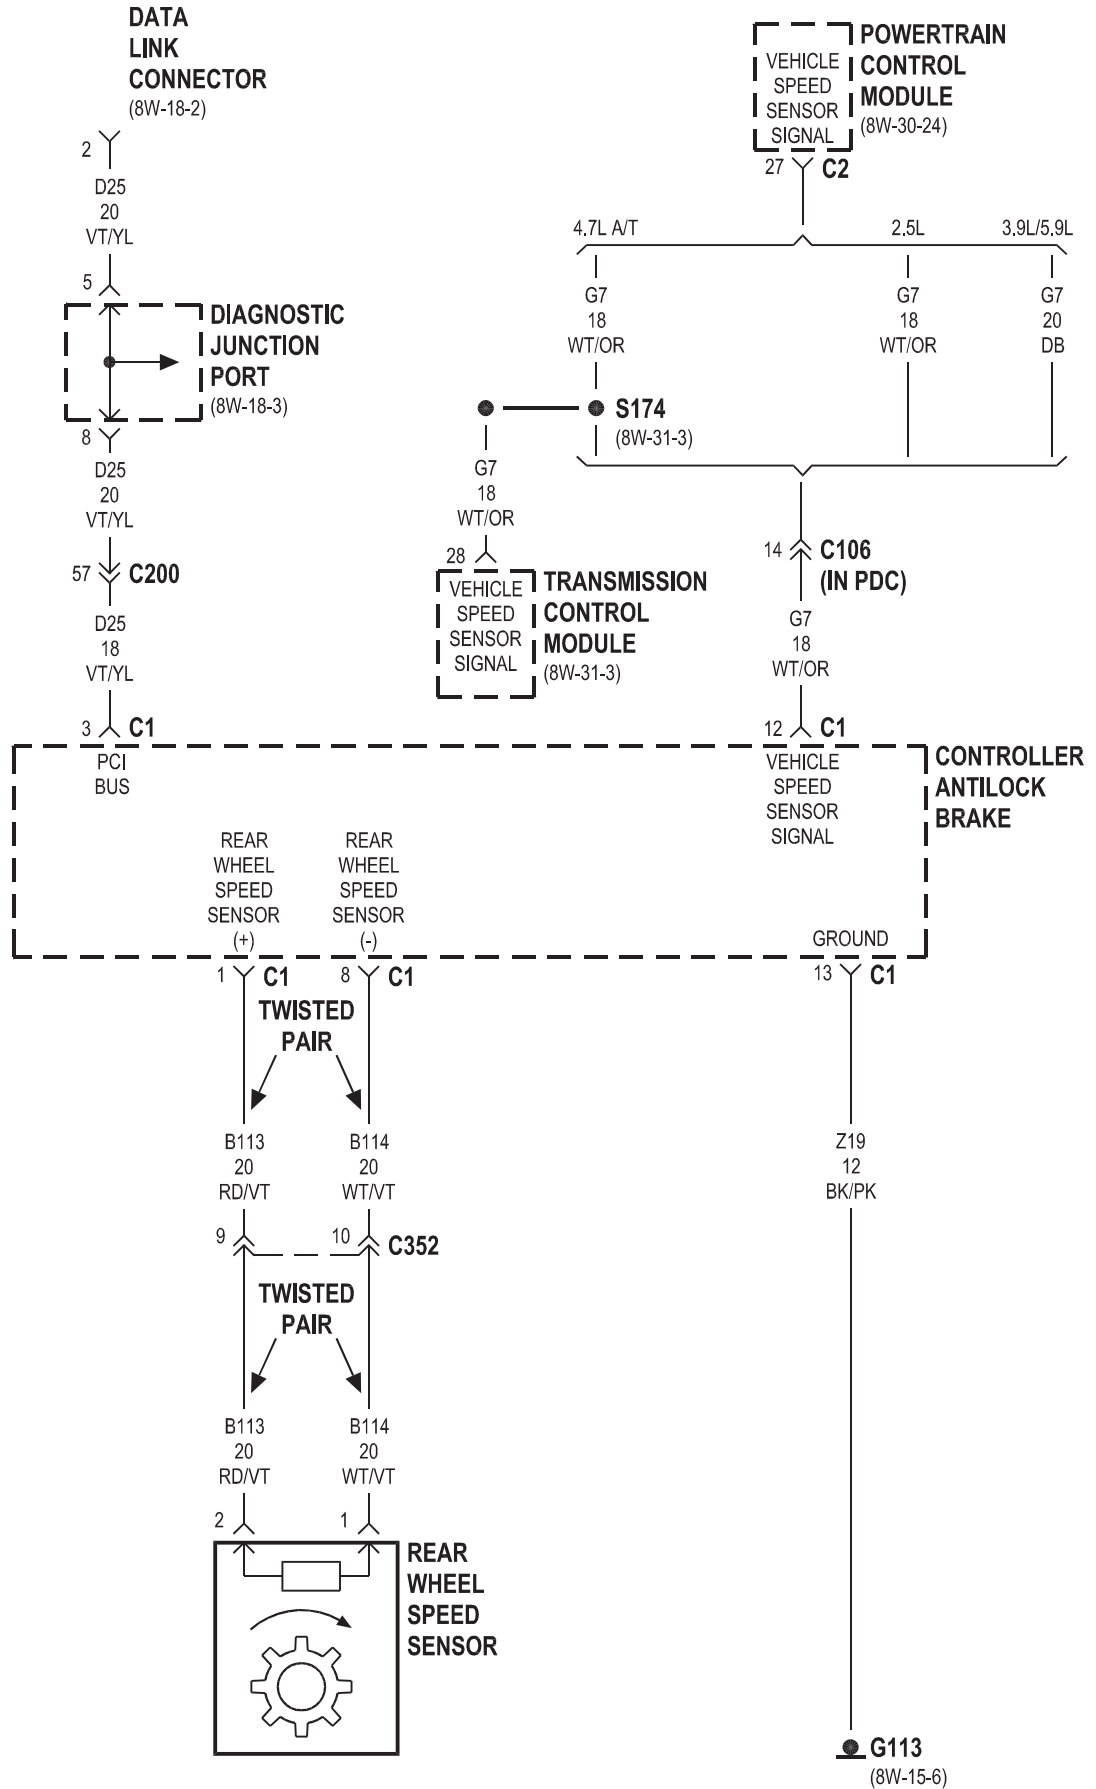 DATA
LINK
CONNECTOR
(8W-18-2)
2
D25
20
VT/YL
5
DIAGNOSTIC
JUNCTION
PORT
(8W-18-3)
8
D25
20
VT/YL
57
C200
D25
18
VT/YL
3
C1
POWERTRAIN
CONTROL
MODULE
(8W-30-24)
VEHICLE
SPEED
SENSOR
SIGNAL
27
C2
4.7L A/T
2.5L
3.9L/5.9L
G7
18
WT/OR
G7
18
WT/OR
G7
20
DB
S174
(8W-31-3)
G7
18
WT/OR
28
VEHICLE
SPEED
SENSOR
SIGNAL
TRANSMISSION
CONTROL
MODULE
(8W-31-3)
14
C106
(IN PDC)
G7
18
WT/OR
12
C1
PCI
BUS
VEHICLE
SPEED
SENSOR
SIGNAL
CONTROLLER
ANTILOCK
BRAKE
REAR
WHEEL
SPEED
SENSOR
(+)
REAR
WHEEL
SPEED
SENSOR
(-)
GROUND
1
C1
8
C1
13
C1
TWISTED
PAIR
B113
20
RD/VT
B114
20
WT/VT
Z19
12
BK/PK
9
10
C352
TWISTED
PAIR
B113
20
RD/VT
B114
20
WT/VT
2
1
REAR
WHEEL
SPEED
SENSOR
G113
(8W-15-6)